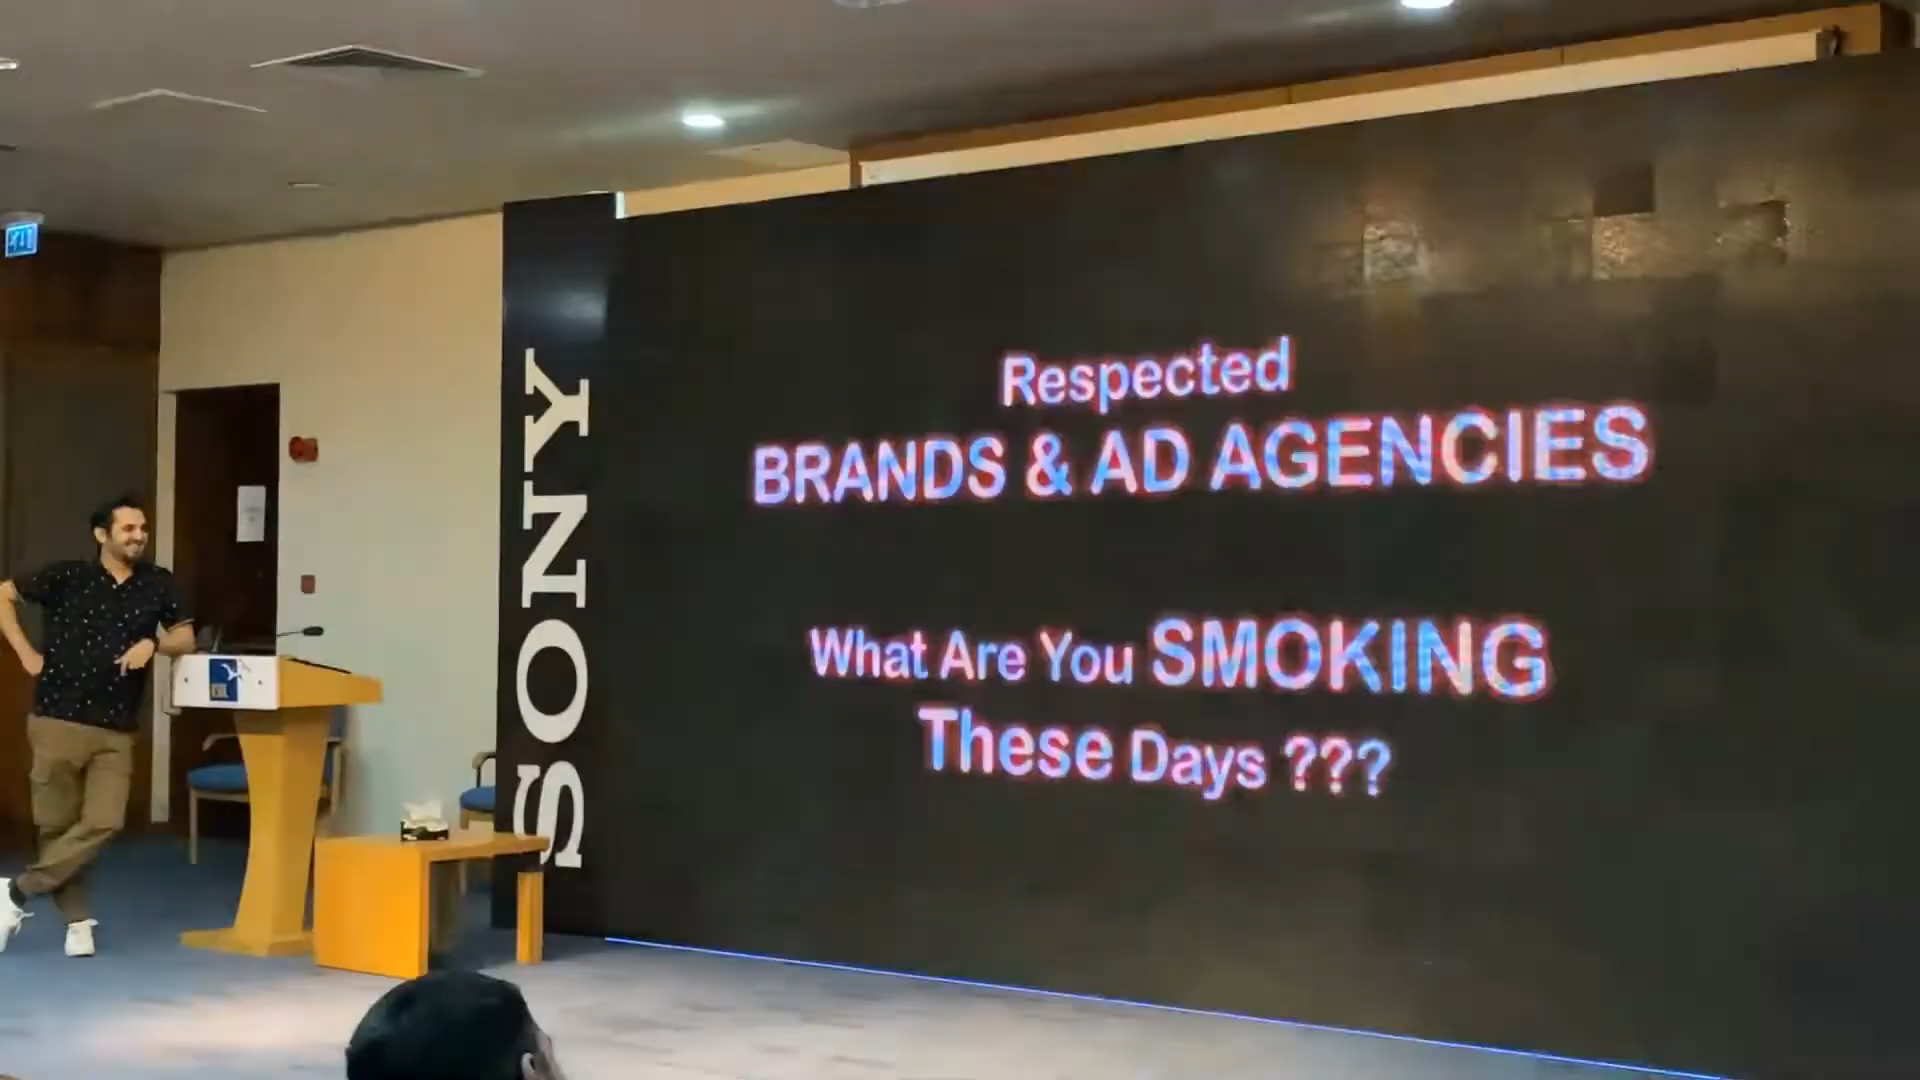 SONY
Respected
BRANDS & AD AGENCIES
What Are You SMOKING
These Days ???